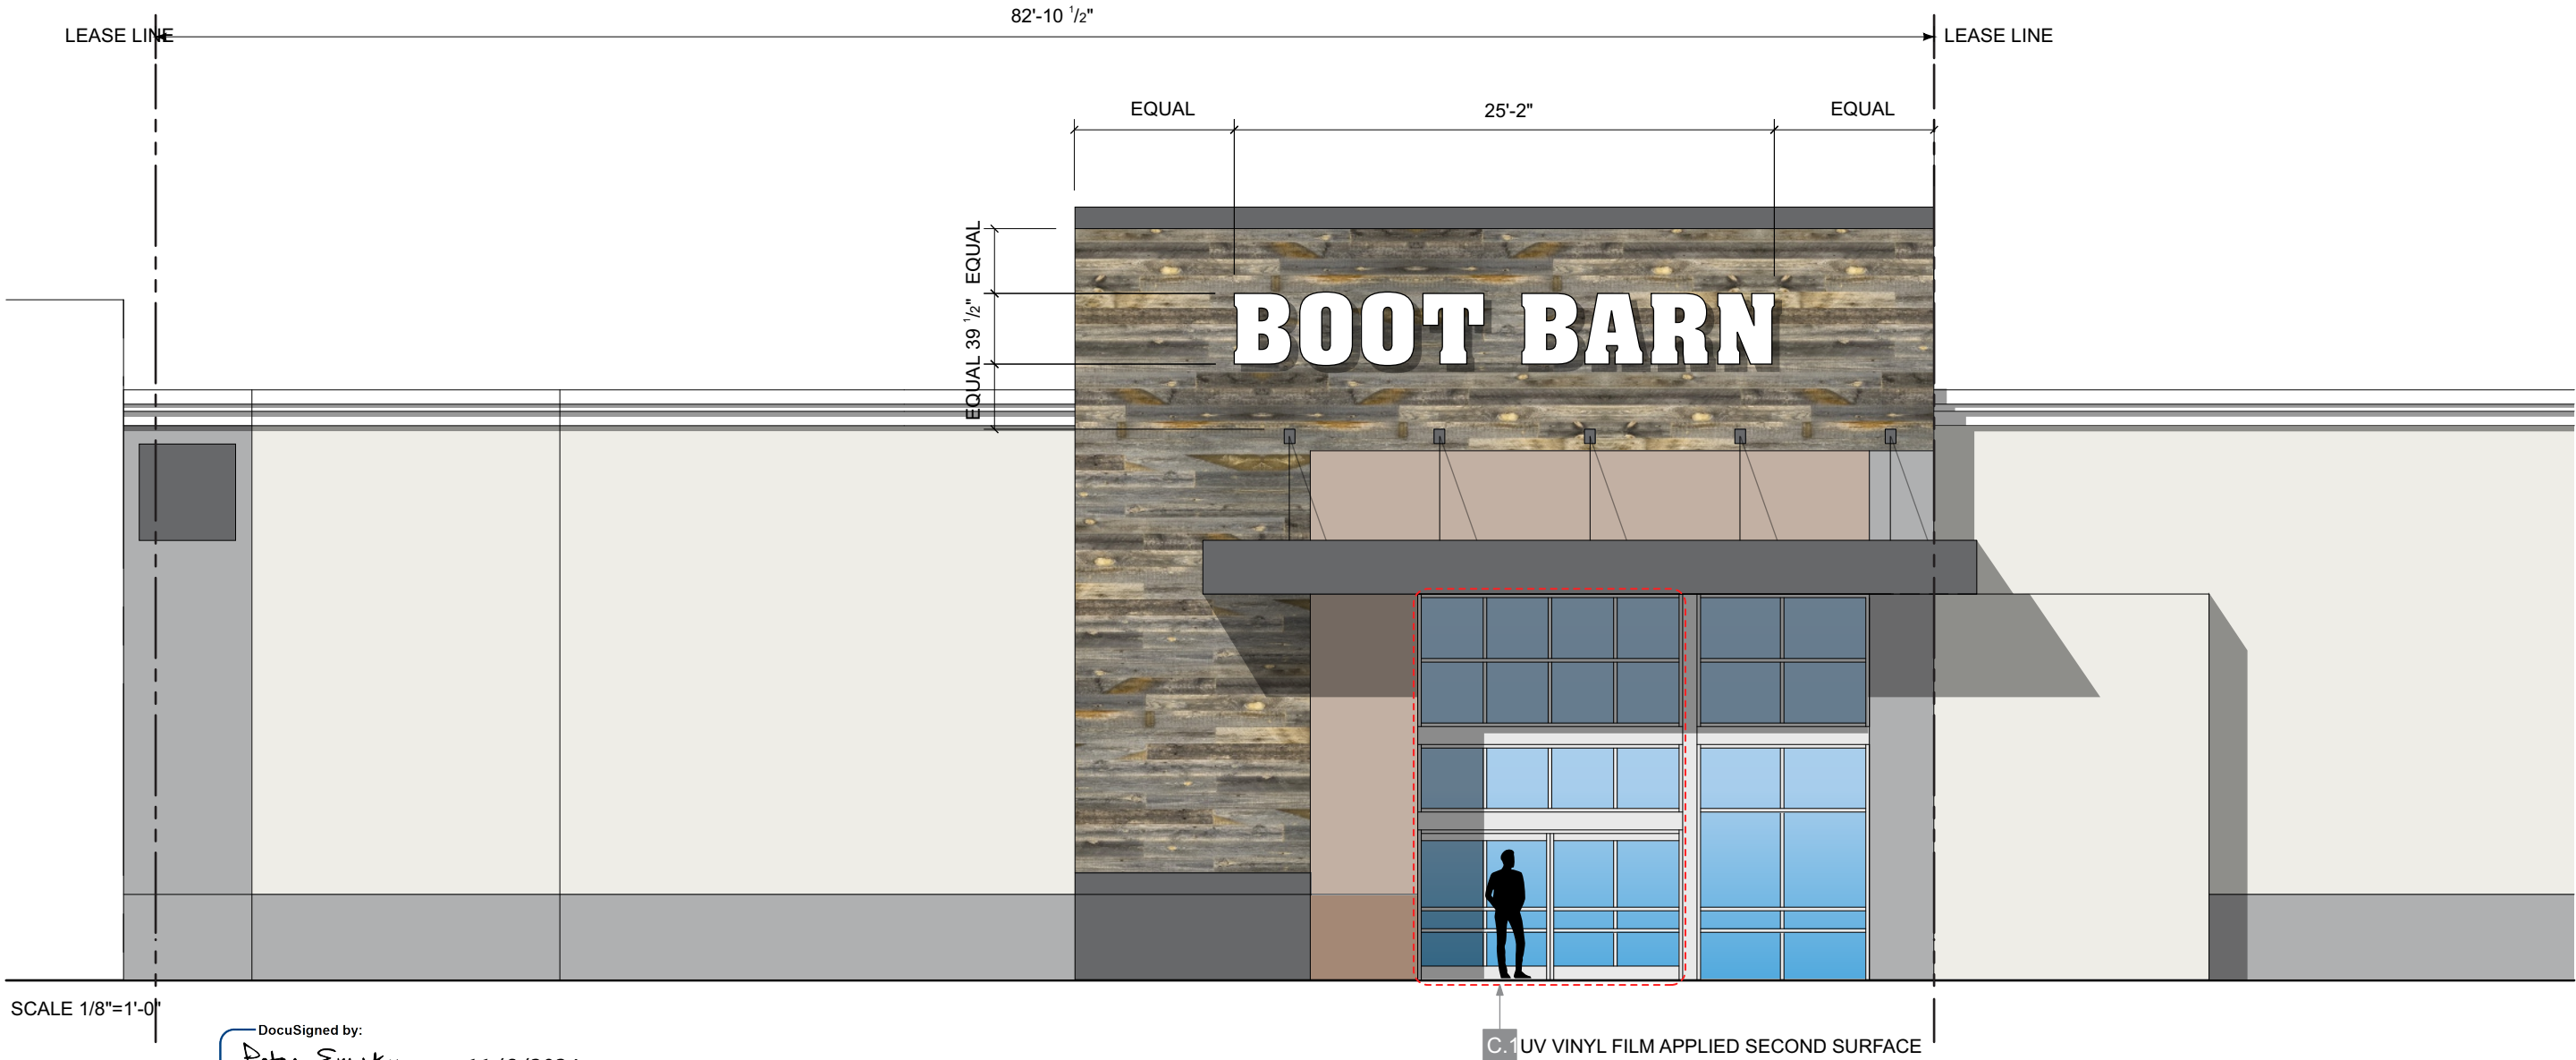 82'-10 1/2"
LEASE LINE
LEASE LINE
EQUAL
25'-2"
EQUAL
EQUAL
39 1/2"
EQUAL
BOOT BARN
SCALE 1/8"=1'-0"
DocuSigned by:
C.1 UV VINYL FILM APPLIED SECOND SURFACE